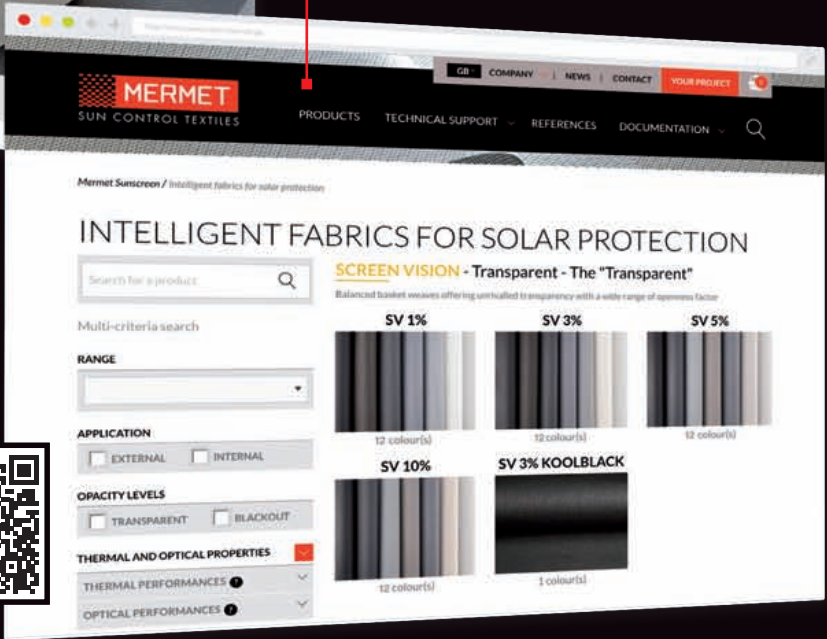 GB COMPANY | NEWS | CONTACT YOUR PROJECT
MERMET
SUN CONTROL TEXTILES
PRODUCTS TECHNICAL SUPPORT REFERENCES DOCUMENTATION
Mermet Sunscreen / Intelligent fabrics for solar protection
INTELLIGENT FABRICS FOR SOLAR PROTECTION
Search for a product
Multi-criteria search
RANGE
APPLICATION
EXTERNAL INTERNAL
OPACITY LEVELS
TRANSPARENT BLACKOUT
THERMAL AND OPTICAL PROPERTIES
THERMAL PERFORMANCES ?
OPTICAL PERFORMANCES ?
SCREEN VISION - Transparent - The "Transparent"
Balanced basket weaves offering unrivalled transparency with a wide range of openness factor
SV 1% SV 3% SV 5%
12 colour(s) 12 colour(s) 12 colour(s)
SV 10% SV 3% KOOLBLACK
12 colour(s) 1 colour(s)